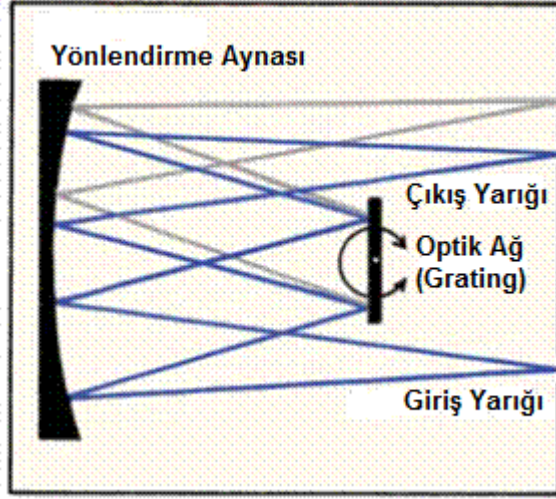 Yönlendirme Aynası
Çıkış Yarığı
Optik Ağ
(Grating)
Giriş Yarığı